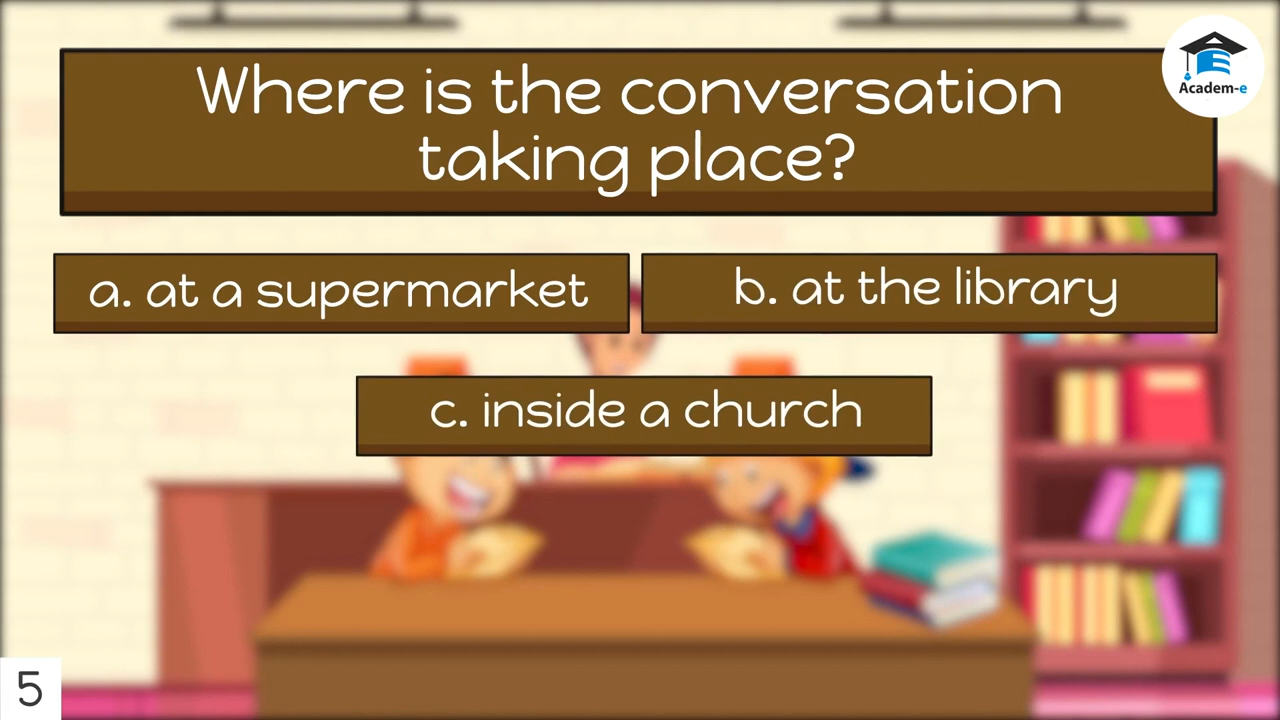 Where is the conversation
taking place?
Academ-e
a. at a supermarket
b. at the library
c. inside a church
5